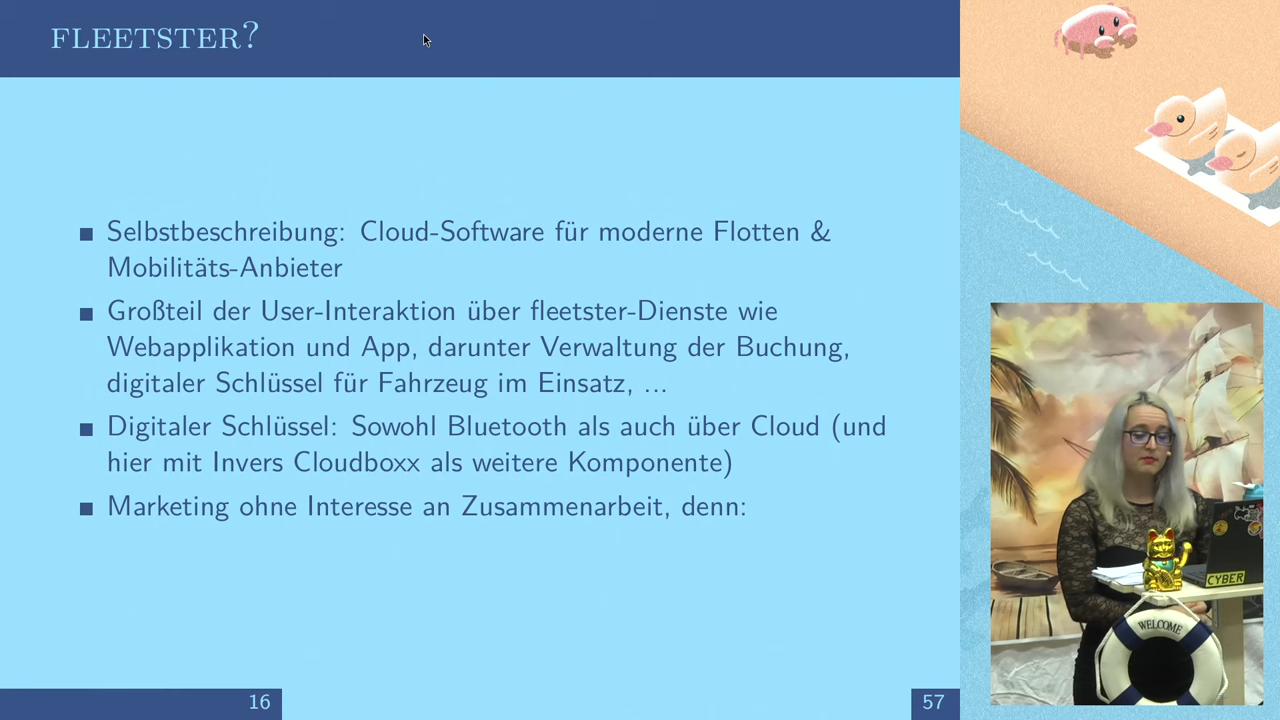 FLEETSTER?
Selbstbeschreibung: Cloud-Software für moderne Flotten &
Mobilitäts-Anbieter
Großteil der User-Interaktion über fleetster-Dienste wie
Webapplikation und App, darunter Verwaltung der Buchung,
digitaler Schlüssel für Fahrzeug im Einsatz, ...
Digitaler Schlüssel: Sowohl Bluetooth als auch über Cloud (und
hier mit Invers Cloudboxx als weitere Komponente)
Marketing ohne Interesse an Zusammenarbeit, denn:
16
57
CYBER
WELCOME